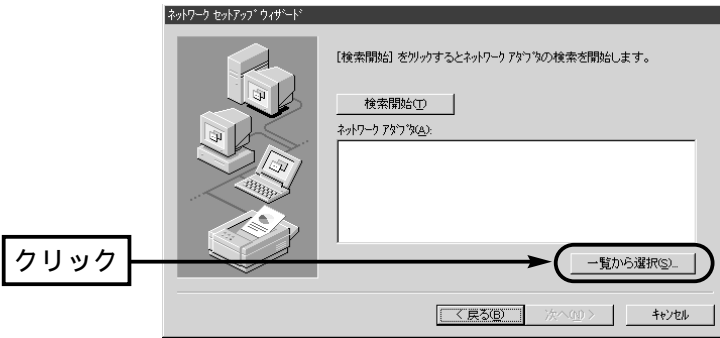 ネットワーク セットアップ ウィザード
[検索開始] をクリックするとネットワーク アダプタの検索を開始します。
検索開始(T)
ネットワーク アダプタ(A):
クリック
一覧から選択(S)...
< 戻る(B)
次へ(N) >
キャンセル